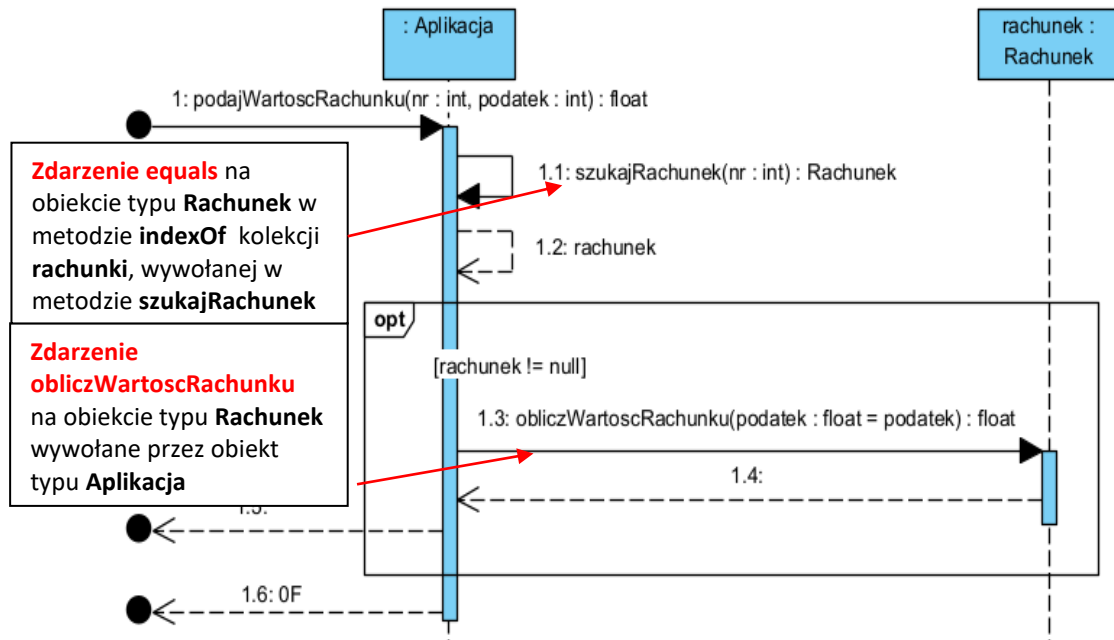 : Aplikacja
rachunek :
Rachunek
1: podajWartoscRachunku(nr : int, podatek : int) : float
Zdarzenie equals na
obiekcie typu Rachunek w
metodzie indexOf kolekcji
rachunki, wywołanej w
metodzie szukajRachunek
1.1: szukajRachunek(nr : int) : Rachunek
1.2: rachunek
opt
[rachunek != null]
Zdarzenie
obliczWartoscRachunku
na obiekcie typu Rachunek
wywołane przez obiekt
typu Aplikacja
1.3: obliczWartoscRachunku(podatek : float = podatek) : float
1.4:
1.6: 0F